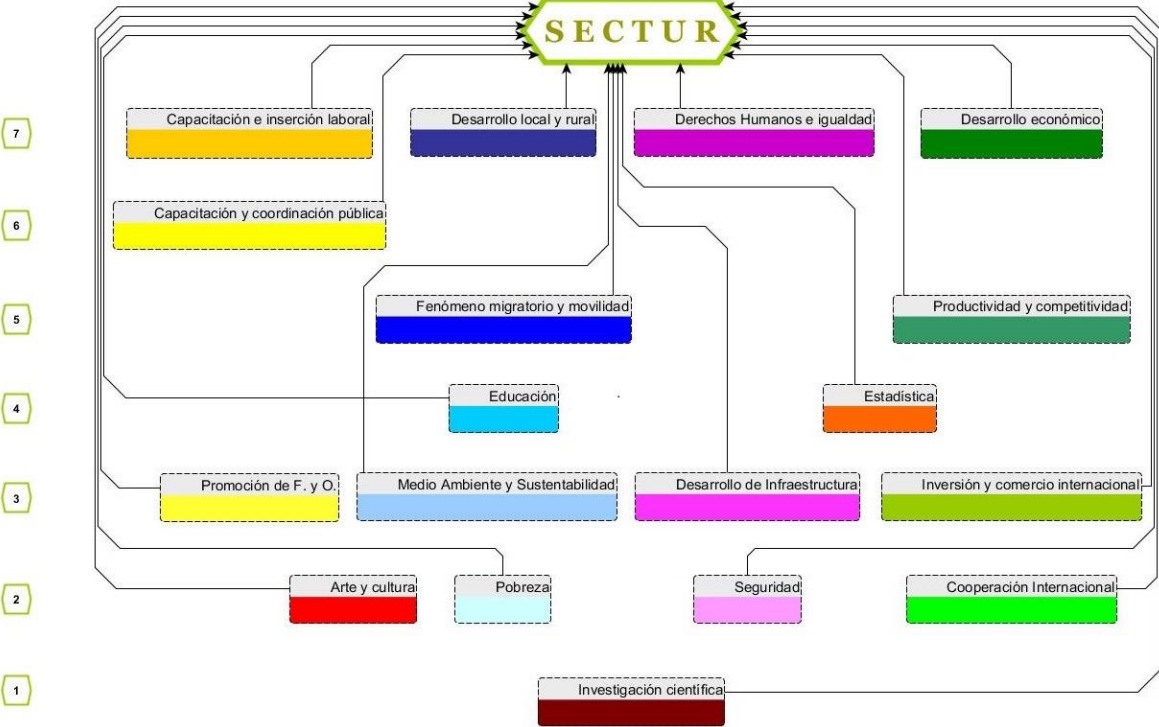 SECTUR
7
Capacitación e inserción laboral
Desarrollo local y rural
Derechos Humanos e igualdad
Desarrollo económico
6
Capacitación y coordinación pública
5
Fenómeno migratorio y movilidad
Productividad y competitividad
4
Educación
Estadística
3
Promoción de F. y O.
Medio Ambiente y Sustentabilidad
Desarrollo de Infraestructura
Inversión y comercio internacional
2
Arte y cultura
Pobreza
Seguridad
Cooperación Internacional
1
Investigación científica